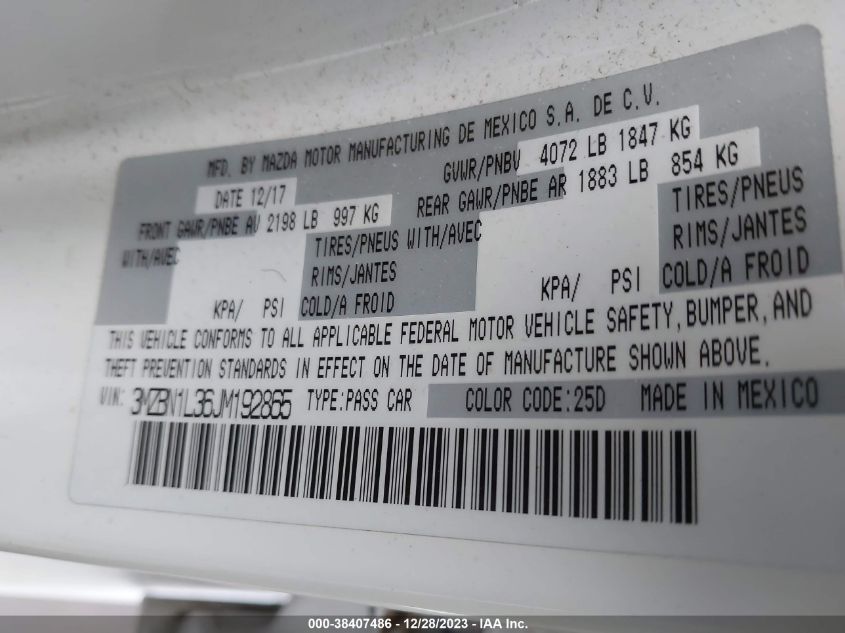 MFD. BY MAZDA MOTOR MANUFACTURING DE MEXICO S.A. DE C.V.
DATE 12/17 GVWR/PNBV 4072 LB 1847 KG
FRONT GAWR/PNBE AV 2198 LB 997 KG REAR GAWR/PNBE AR 1883 LB 854 KG
WITH/AVEC TIRES/PNEUS WITH/AVEC TIRES/PNEUS
RIMS/JANTES RIMS/JANTES
KPA/ PSI COLD/A FROID KPA/ PSI COLD/A FROID
THIS VEHICLE CONFORMS TO ALL APPLICABLE FEDERAL MOTOR VEHICLE SAFETY, BUMPER, AND
THEFT PREVENTION STANDARDS IN EFFECT ON THE DATE OF MANUFACTURE SHOWN ABOVE.
VIN: 3MZBN1L36JM192865 TYPE:PASS CAR COLOR CODE:25D MADE IN MEXICO
000-38407486 - 12/28/2023 - IAA Inc.